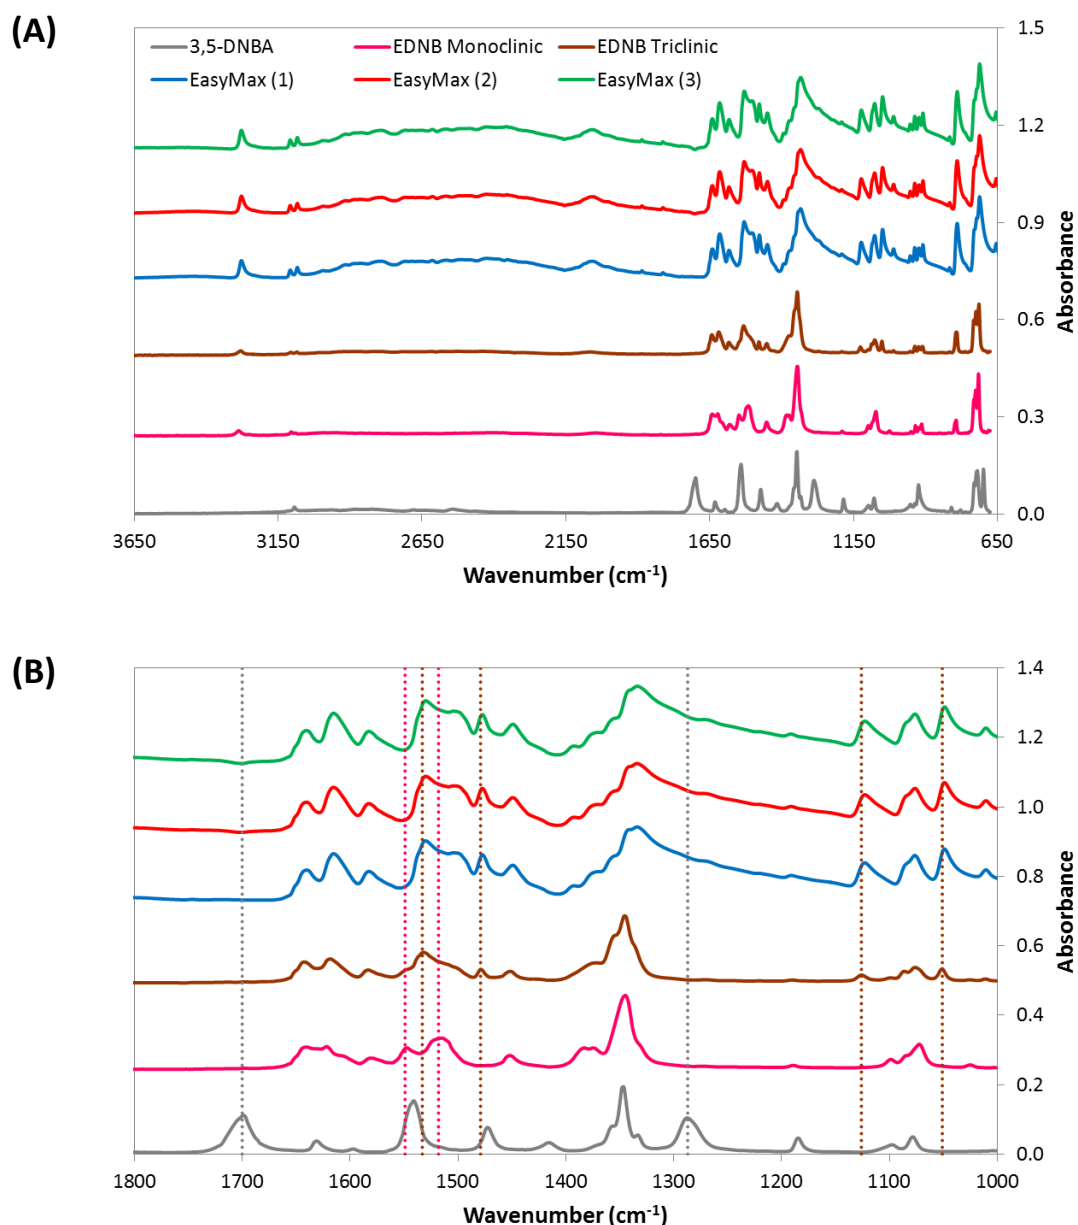 (A)
3,5-DNBA EDNB Monoclinic EDNB Triclinic
EasyMax (1) EasyMax (2) EasyMax (3)
1.5
1.2
0.9
0.6
0.3
0.0
Absorbance
3650 3150 2650 2150 1650 1150 650
Wavenumber (cm⁻¹)
(B)
1.4
1.2
1.0
0.8
0.6
0.4
0.2
0.0
Absorbance
1800 1700 1600 1500 1400 1300 1200 1100 1000
Wavenumber (cm⁻¹)